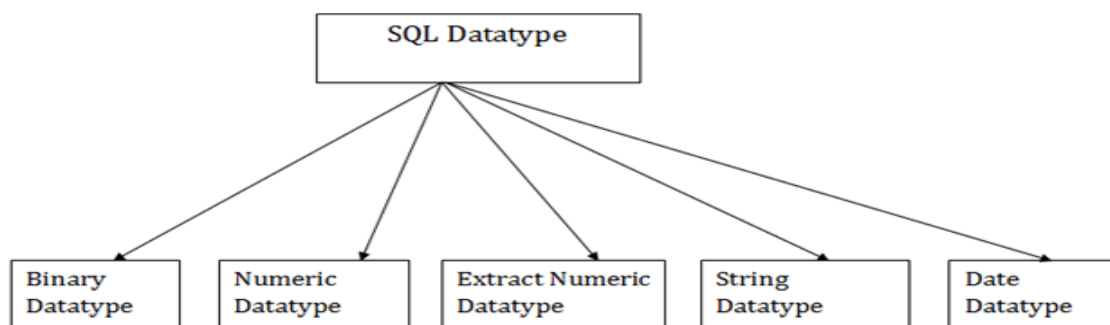 SQL Datatype
Binary
Datatype
Numeric
Datatype
Extract Numeric
Datatype
String
Datatype
Date
Datatype